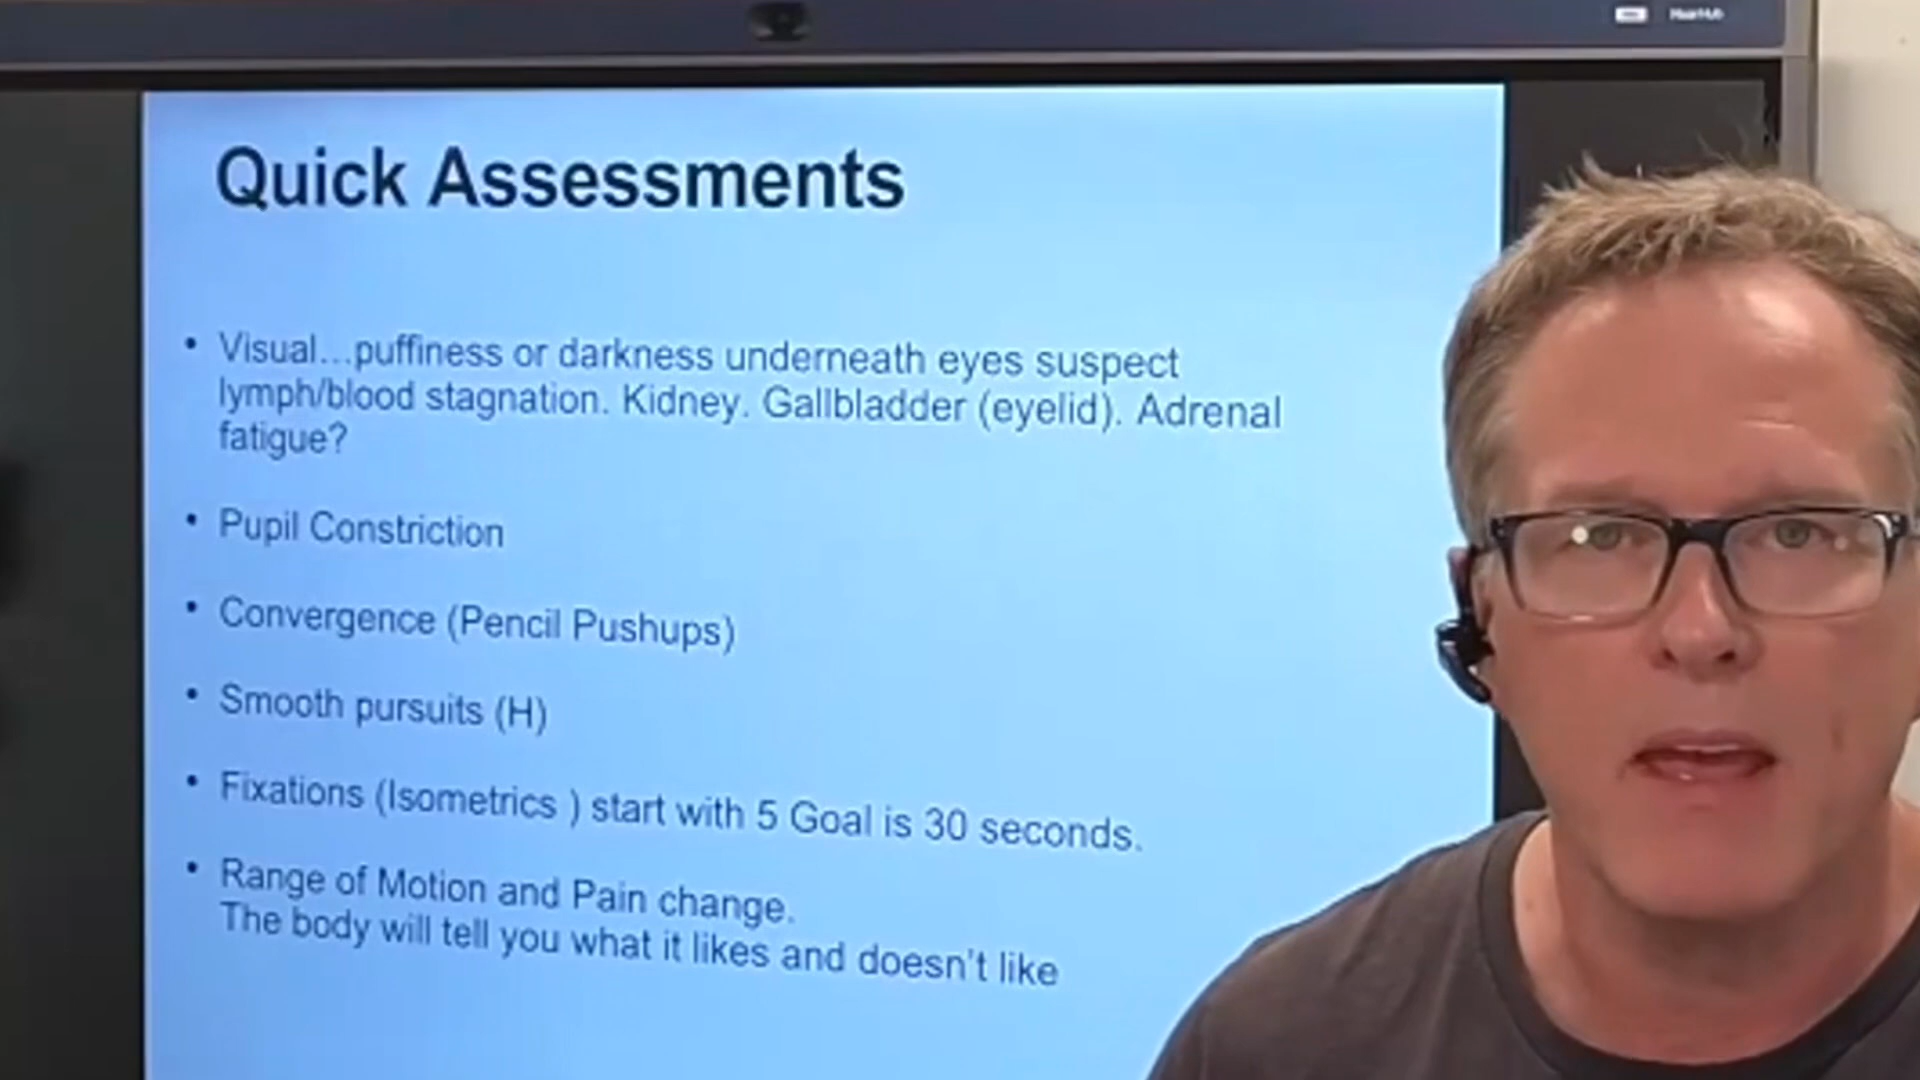 Quick Assessments
• Visual...puffiness or darkness underneath eyes suspect
lymph/blood stagnation. Kidney. Gallbladder (eyelid). Adrenal
fatigue?
• Pupil Constriction
• Convergence (Pencil Pushups)
• Smooth pursuits (H)
• Fixations (Isometrics ) start with 5 Goal is 30 seconds.
• Range of Motion and Pain change.
The body will tell you what it likes and doesn't like